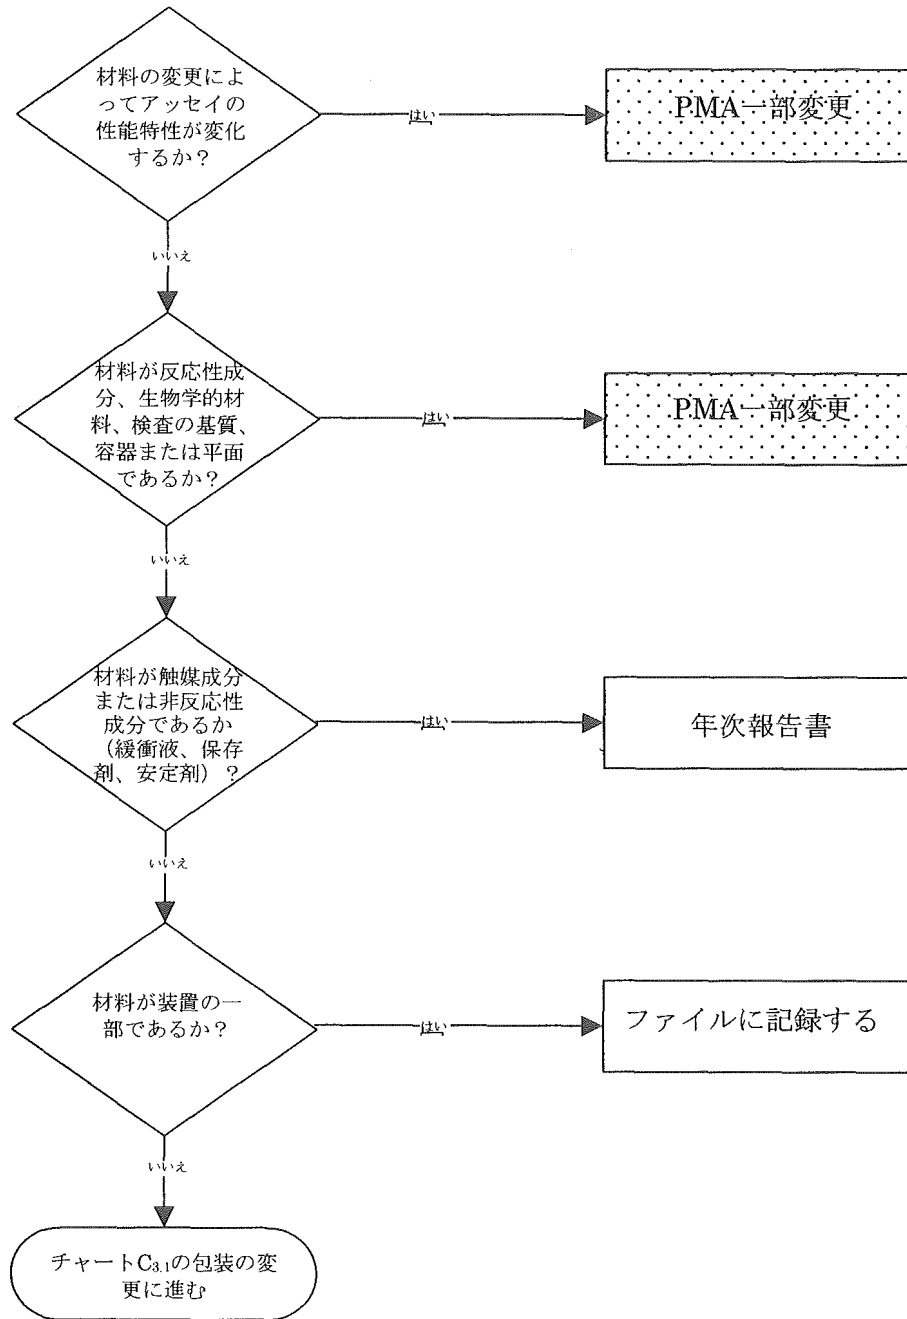 材料の変更によ
ってアッセイの
性能特性が変化
するか？
はい
PMA一部変更
いいえ
材料が反応性成
分、生物学的材
料、検査の基質、
容器または平面
であるか？
はい
PMA一部変更
いいえ
材料が触媒成分
または非反応性
成分であるか
（緩衝液、保存
剤、安定剤）？
はい
年次報告書
いいえ
材料が装置の一
部であるか？
はい
ファイルに記録する
いいえ
チャートC3.1の包装の変
更に進む